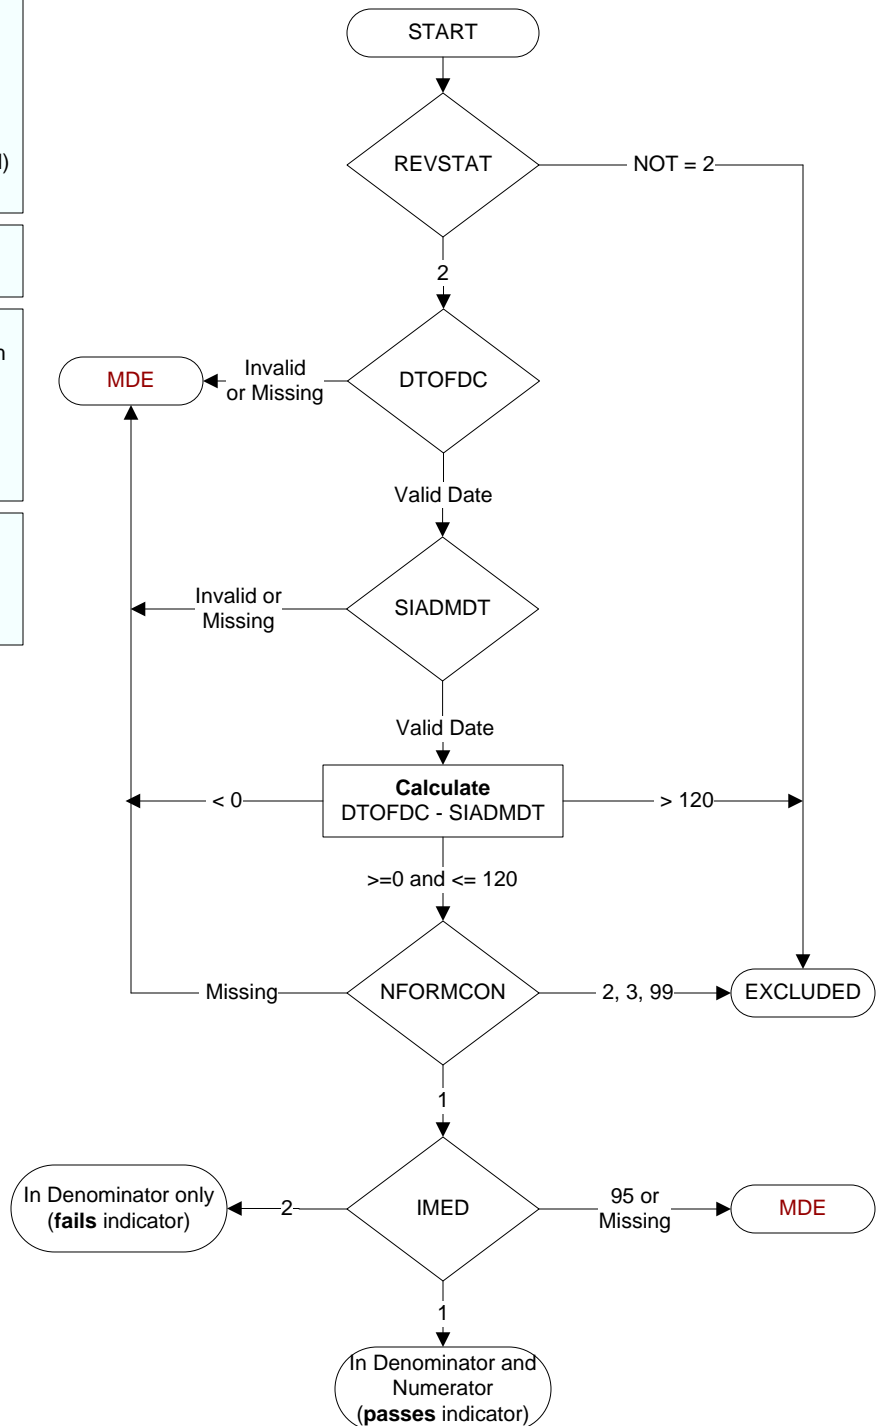 START
REVSTAT
NOT = 2
2
DTOFDC
Invalid
or Missing
MDE
Valid Date
SIADMDT
Invalid or
Missing
Valid Date
Calculate
DTOFDC - SIADMDT
< 0
> 120
>=0 and <= 120
NFORMCON
Missing
2, 3, 99
EXCLUDED
1
IMED
2
In Denominator only
(fails indicator)
95 or
Missing
MDE
1
In Denominator and
Numerator
(passes indicator)